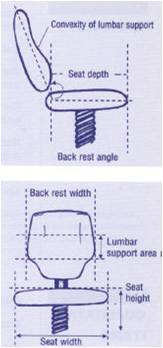 Convexity of lumbar support
Seat depth
Back rest angle
Back rest width
Lumbar
support area
Seat
height
Seat width